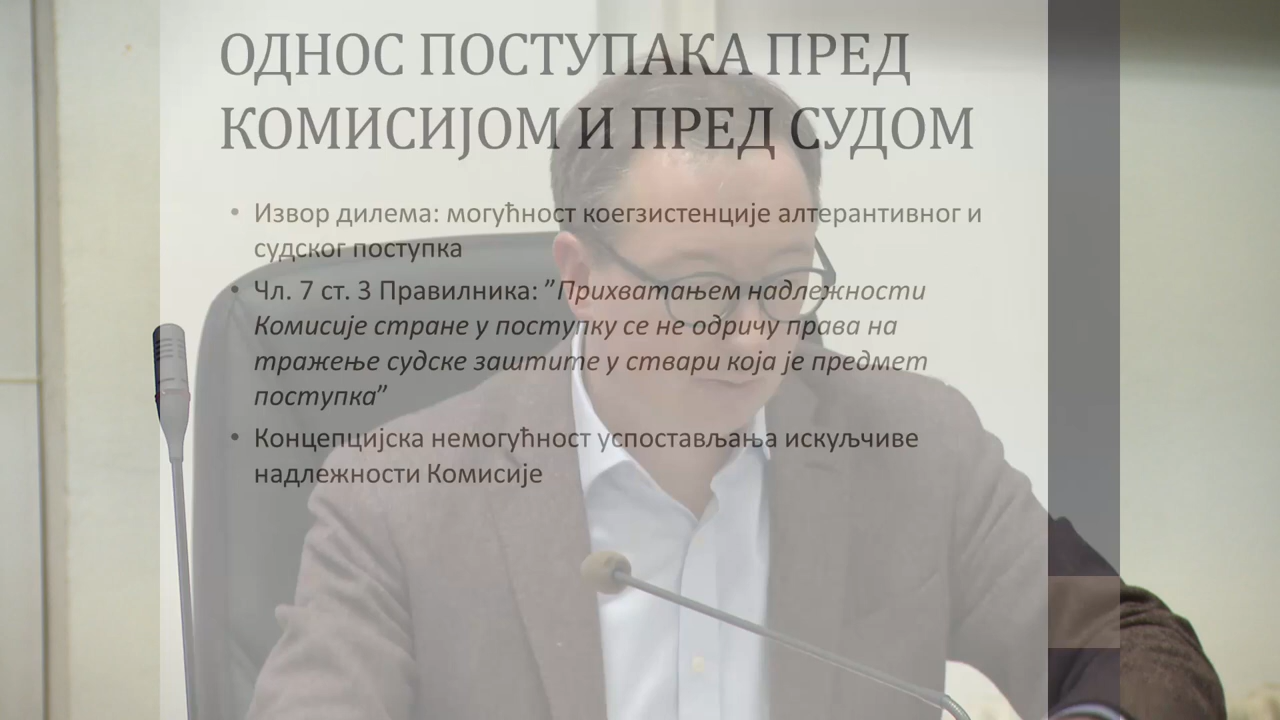 ОДНОС ПОСТУПАКА ПРЕД
КОМИСИЈОМ И ПРЕД СУДОМ
• Извор дилема: могућност коегзистенције алтерантивног и
судског поступка
• Чл. 7 ст. 3 Правилника: ”Прихватањем надлежности
Комисије стране у поступку се не одричу права на
тражење судске заштите у ствари која је предмет
поступка”
• Концепцијска немогућност успостављања искуљчиве
надлежности Комисије